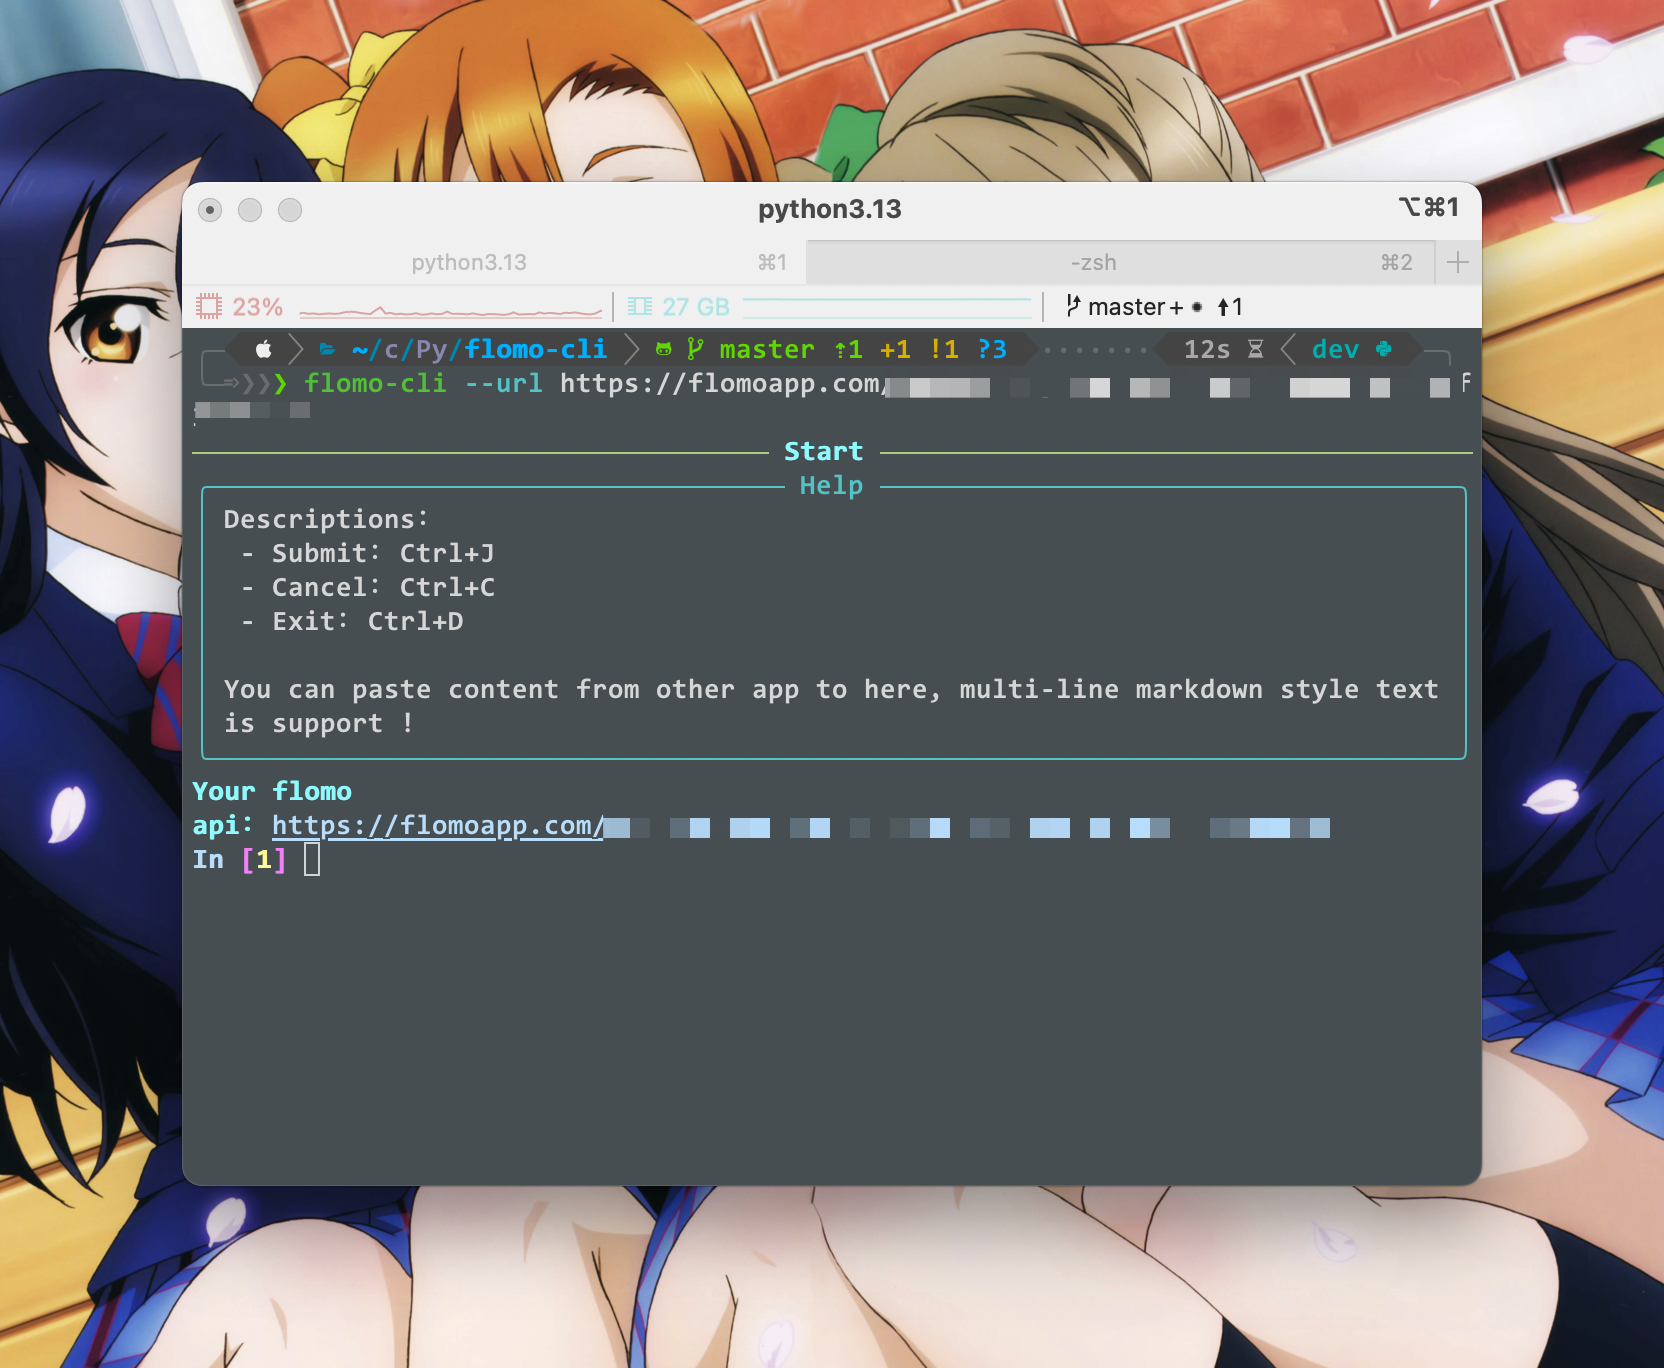 python3.13 ⌥⌘1
python3.13 ⌘1 -zsh ⌘2
23% 27 GB master+ ● ↑1
~/c/Py/flomo-cli master ⇡1 +1 !1 ?3 12s dev
flomo-cli --url https://flomoapp.com/ f
Start
Help
Descriptions:
- Submit: Ctrl+J
- Cancel: Ctrl+C
- Exit: Ctrl+D
You can paste content from other app to here, multi-line markdown style text
is support !
Your flomo
api: https://flomoapp.com/
In [1]